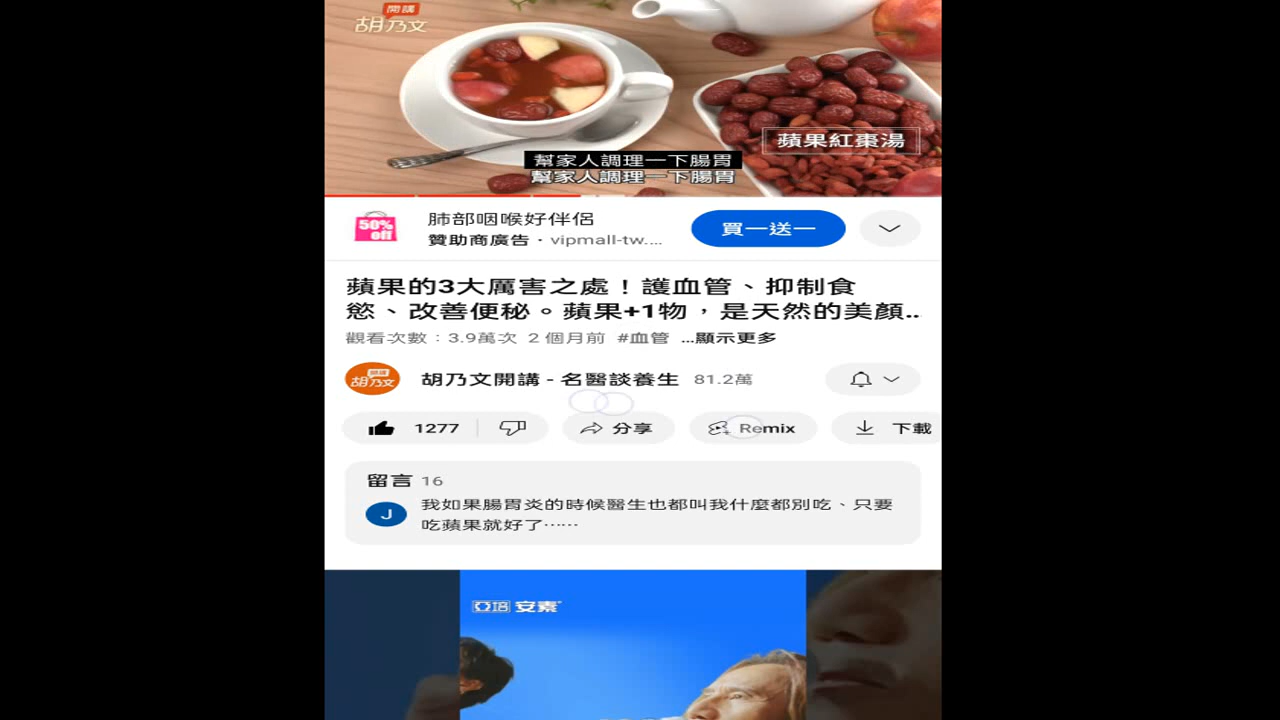 開講
胡乃文
蘋果紅棗湯
幫家人調理一下腸胃
幫家人調理一下腸胃
50%
off
肺部咽喉好伴侶
贊助商廣告・vipmall-tw....
買一送一
蘋果的3大厲害之處！護血管、抑制食
慾、改善便秘。蘋果+1物，是天然的美顏..
觀看次數：3.9萬次 2 個月前 #血管 ...顯示更多
開講
胡乃文
胡乃文開講 - 名醫談養生 81.2萬
1277 分享 Remix 下載
留言 16
J
我如果腸胃炎的時候醫生也都叫我什麼都別吃、只要
吃蘋果就好了⋯⋯
亞培 安素